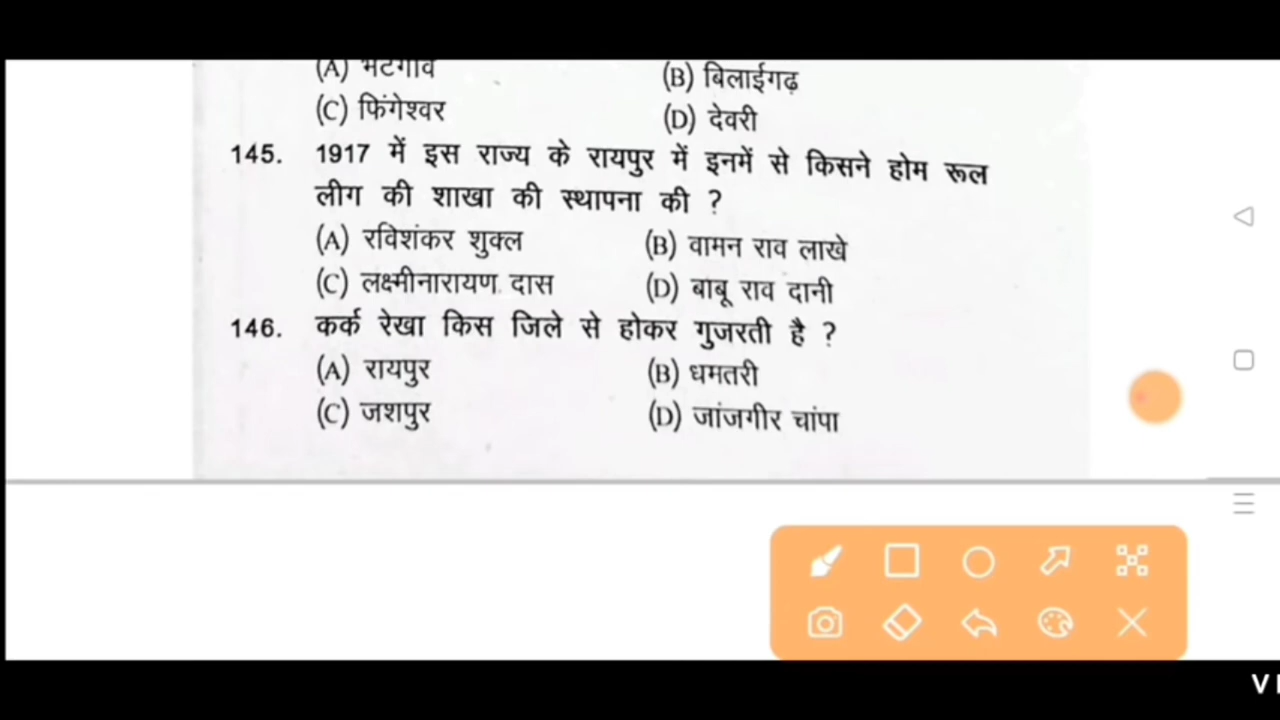 (A) भटगांव (B) बिलाईगढ़
(C) फिंगेश्वर (D) देवरी
145. 1917 में इस राज्य के रायपुर में इनमें से किसने होम रूल
लीग की शाखा की स्थापना की ?
(A) रविशंकर शुक्ल (B) वामन राव लाखे
(C) लक्ष्मीनारायण दास (D) बाबू राव दानी
146. कर्क रेखा किस जिले से होकर गुजरती है ?
(A) रायपुर (B) धमतरी
(C) जशपुर (D) जांजगीर चांपा